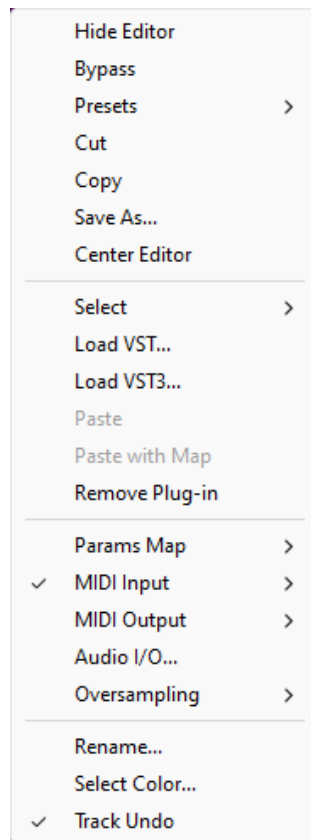 Hide Editor
Bypass
Presets
Cut
Copy
Save As...
Center Editor
Select
Load VST...
Load VST3...
Paste
Paste with Map
Remove Plug-in
Params Map
MIDI Input
MIDI Output
Audio I/O...
Oversampling
Rename...
Select Color...
Track Undo